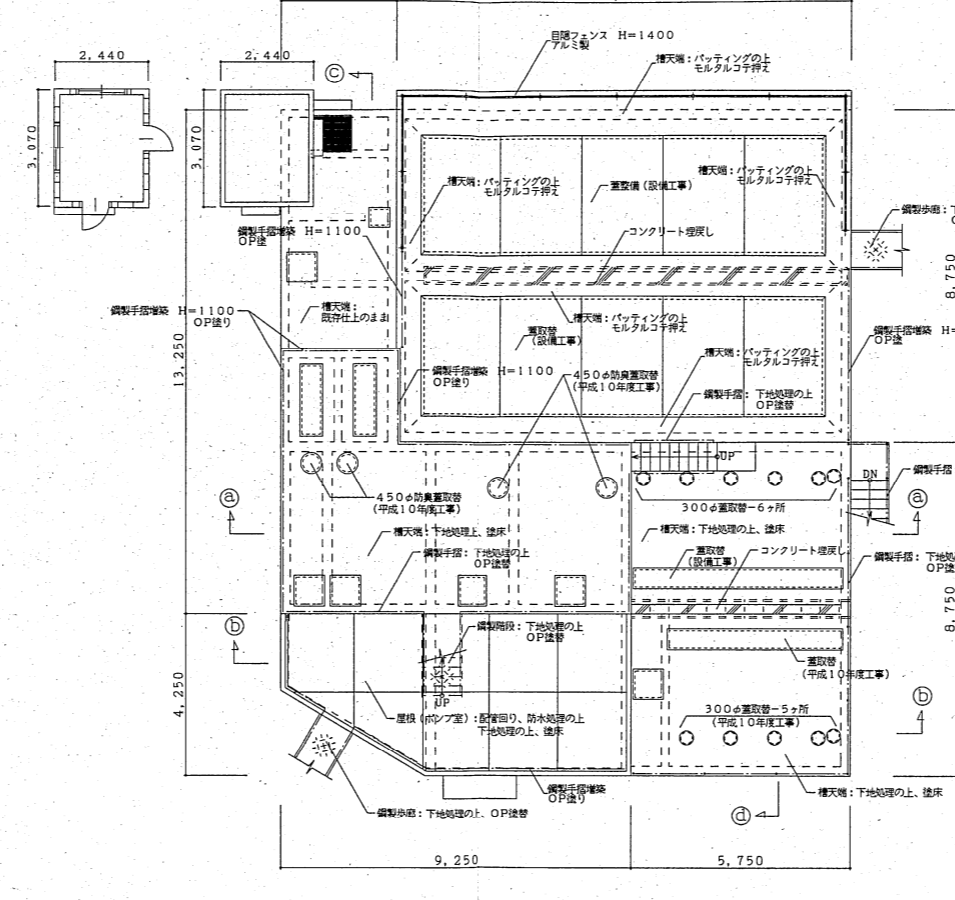 目隠フェンス H=1400
アルミ製
2,440
2,440
槽天端:パッティングの上
モルタルコテ押え
ⓒ
3,070
3,070
槽天端:パッティングの上
モルタルコテ押え
蓋整備(設備工事)
槽天端:パッティングの上
モルタルコテ押え
鋼製歩廊:下
鋼製手摺増築 H=1100
OP塗
コンクリート埋戻し
8,750
鋼製手摺増築 H=1100
OP塗り
槽天端:
既存仕上のまま
槽天端:パッティングの上
モルタルコテ押え
蓋取替
(設備工事)
鋼製手摺増築 H=
OP塗
13,250
槽天端:パッティングの上
モルタルコテ押え
鋼製手摺増築 H=1100
OP塗り
450φ防臭蓋取替
(平成10年度工事)
鋼製手摺:下地処理の上
OP塗替
UP
DN
鋼製手摺
ⓐ
450φ防臭蓋取替
(平成10年度工事)
300φ蓋取替−6ヶ所
ⓐ
槽天端:下地処理上、塗床
槽天端:下地処理の上、塗床
鋼製手摺:下地処理の上
OP塗替
蓋取替
(設備工事)
コンクリート埋戻し
鋼製手摺:下地処
OP塗
8,750
ⓑ
鋼製階段:下地処理の上
OP塗替
蓋取替
(平成10年度工事)
4,250
UP
ⓑ
屋根(ポンプ室):配管回り、防水処理の上
下地処理の上、塗床
300φ蓋取替−5ヶ所
(平成10年度工事)
鋼製手摺増築
OP塗り
槽天端:下地処理の上、塗床
鋼製歩廊:下地処理の上、OP塗替
ⓓ
9,250
5,750